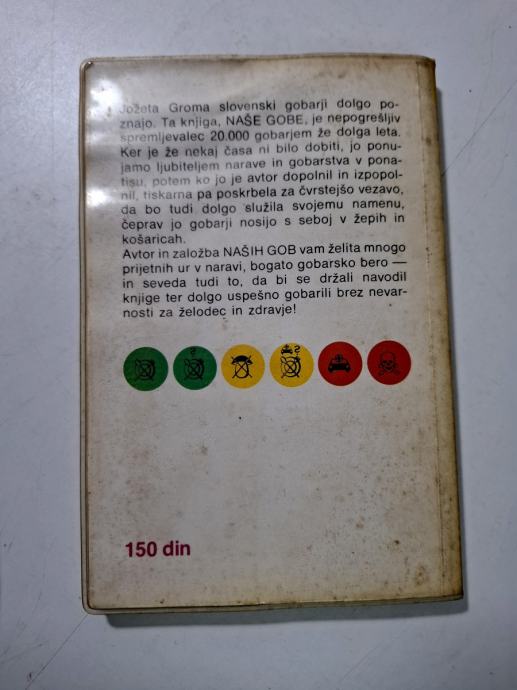 Jožeta Groma slovenski gobarji dolgo po-
znajo. Ta knjiga, NAŠE GOBE, je nepogrešljiv
spremljevalec 20.000 gobarjem že dolga leta.
Ker je že nekaj časa ni bilo dobiti, jo ponu-
jamo ljubiteljem narave in gobarstva v pona-
tisu, potem ko jo je avtor dopolnil in izpopol-
nil, tiskarna pa poskrbela za čvrstejšo vezavo,
da bo tudi dolgo služila svojemu namenu,
čeprav jo gobarji nosijo s seboj v žepih in
košaricah.
Avtor in založba NAŠIH GOB vam želita mnogo
prijetnih ur v naravi, bogato gobarsko bero —
in seveda tudi to, da bi se držali navodil
knjige ter dolgo uspešno gobarili brez nevar-
nosti za želodec in zdravje!
150 din